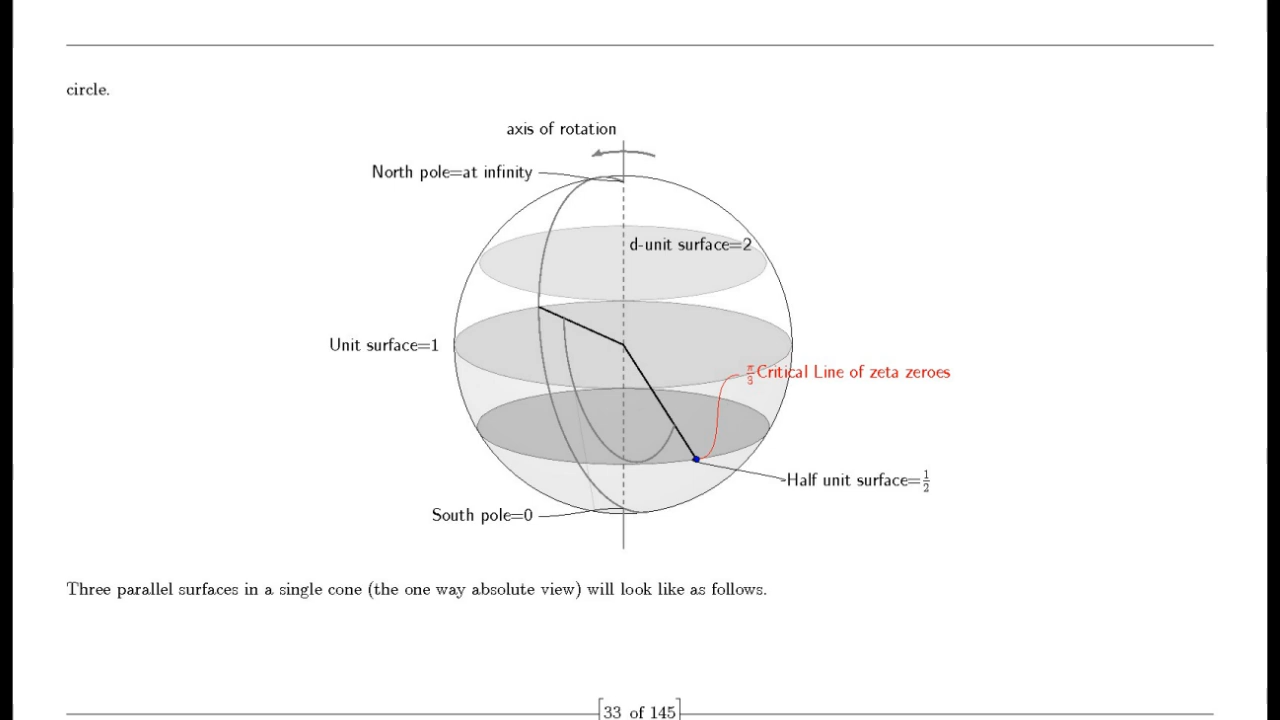 circle.
axis of rotation
North pole=at infinity
d-unit surface=2
Unit surface=1
π/3 Critical Line of zeta zeroes
Half unit surface=1/2
South pole=0
Three parallel surfaces in a single cone (the one way absolute view) will look like as follows.
[33 of 145]